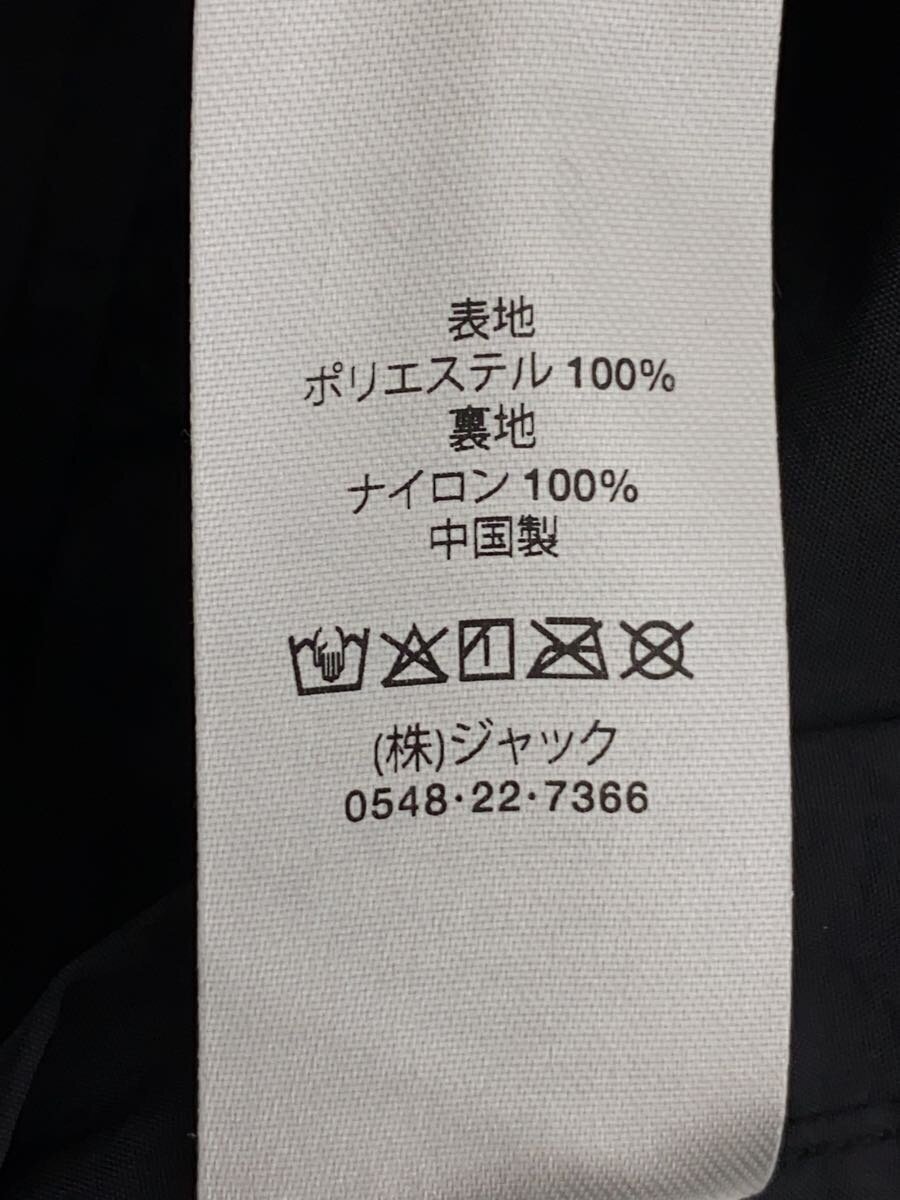 表地
ポリエステル 100%
裏地
ナイロン 100%
中国製
(株)ジャック
0548·22·7366